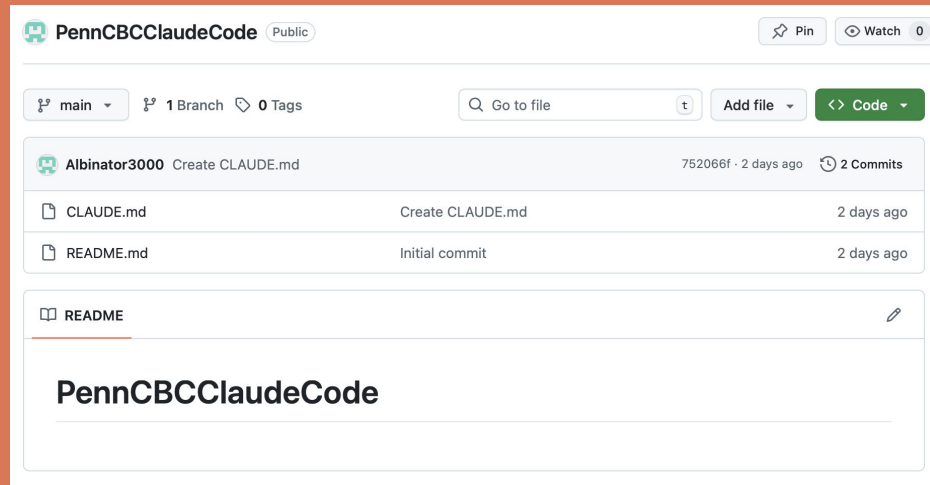 PennCBCClaudeCode Public Pin Watch 0
main 1 Branch 0 Tags Go to file t Add file Code
Albinator3000 Create CLAUDE.md 752066f · 2 days ago 2 Commits
CLAUDE.md Create CLAUDE.md 2 days ago
README.md Initial commit 2 days ago
README
PennCBCClaudeCode